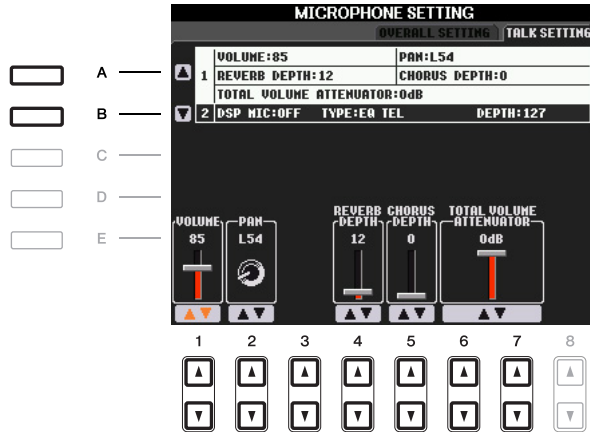 MICROPHONE SETTING
OVERALL SETTING TALK SETTING
A
B
C
D
E
1 VOLUME:85 PAN:L54
REVERB DEPTH:12 CHORUS DEPTH:0
TOTAL VOLUME ATTENUATOR:0dB
2 DSP MIC:OFF TYPE:EQ TEL DEPTH:127
VOLUME PAN REVERB DEPTH CHORUS DEPTH TOTAL VOLUME ATTENUATOR
85 L54 12 0 0dB
1 2 3 4 5 6 7 8